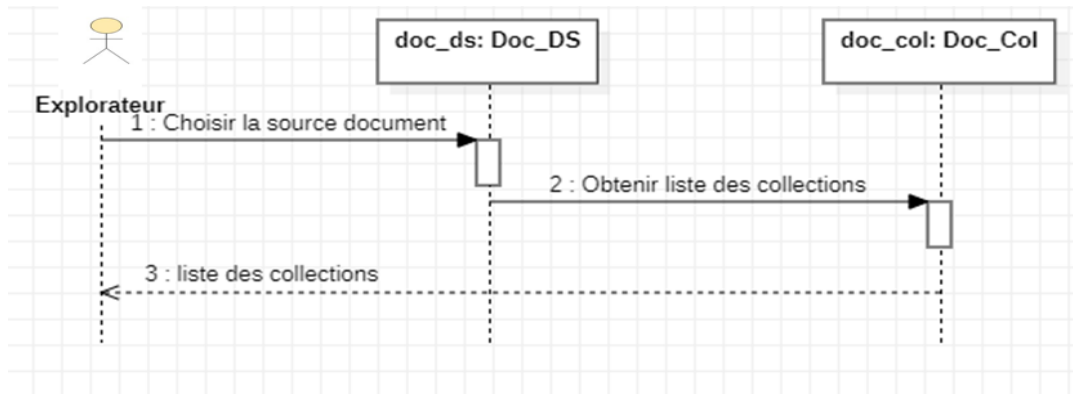 doc_ds: Doc_DS
doc_col: Doc_Col
Explorateur
1 : Choisir la source document
2 : Obtenir liste des collections
3 : liste des collections